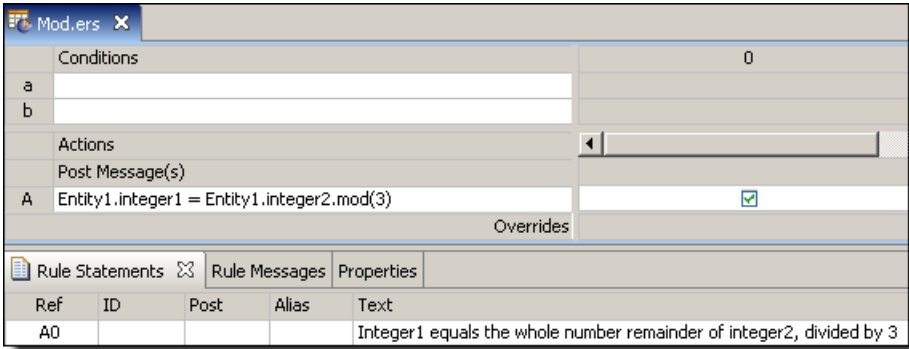 Mod.ers
Conditions 0
a
b
Actions
Post Message(s)
A Entity1.integer1 = Entity1.integer2.mod(3)
Overrides
Rule Statements Rule Messages Properties
Ref ID Post Alias Text
A0 Integer1 equals the whole number remainder of integer2, divided by 3